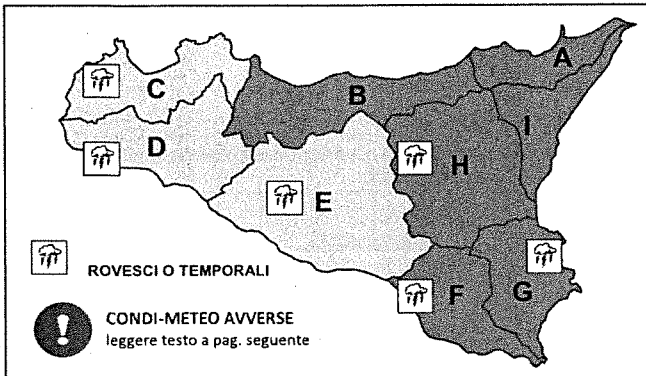 A
C
B
I
D
H
E
G
F
ROVESCI O TEMPORALI
!
CONDI-METEO AVVERSE
leggere testo a pag. seguente